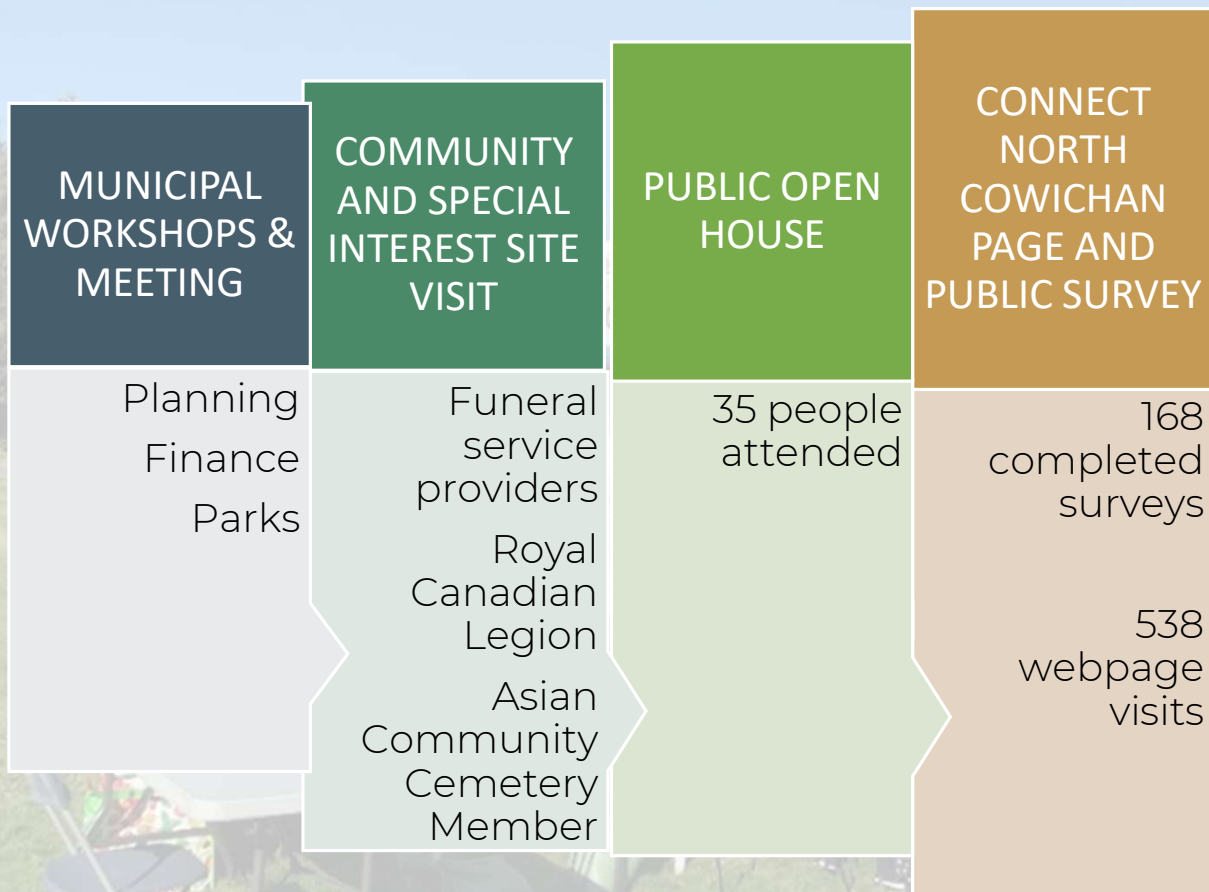 MUNICIPAL
WORKSHOPS &
MEETING
Planning
Finance
Parks
COMMUNITY
AND SPECIAL
INTEREST SITE
VISIT
Funeral
service
providers
Royal
Canadian
Legion
Asian
Community
Cemetery
Member
PUBLIC OPEN
HOUSE
35 people
attended
CONNECT
NORTH
COWICHAN
PAGE AND
PUBLIC SURVEY
168
completed
surveys
538
webpage
visits